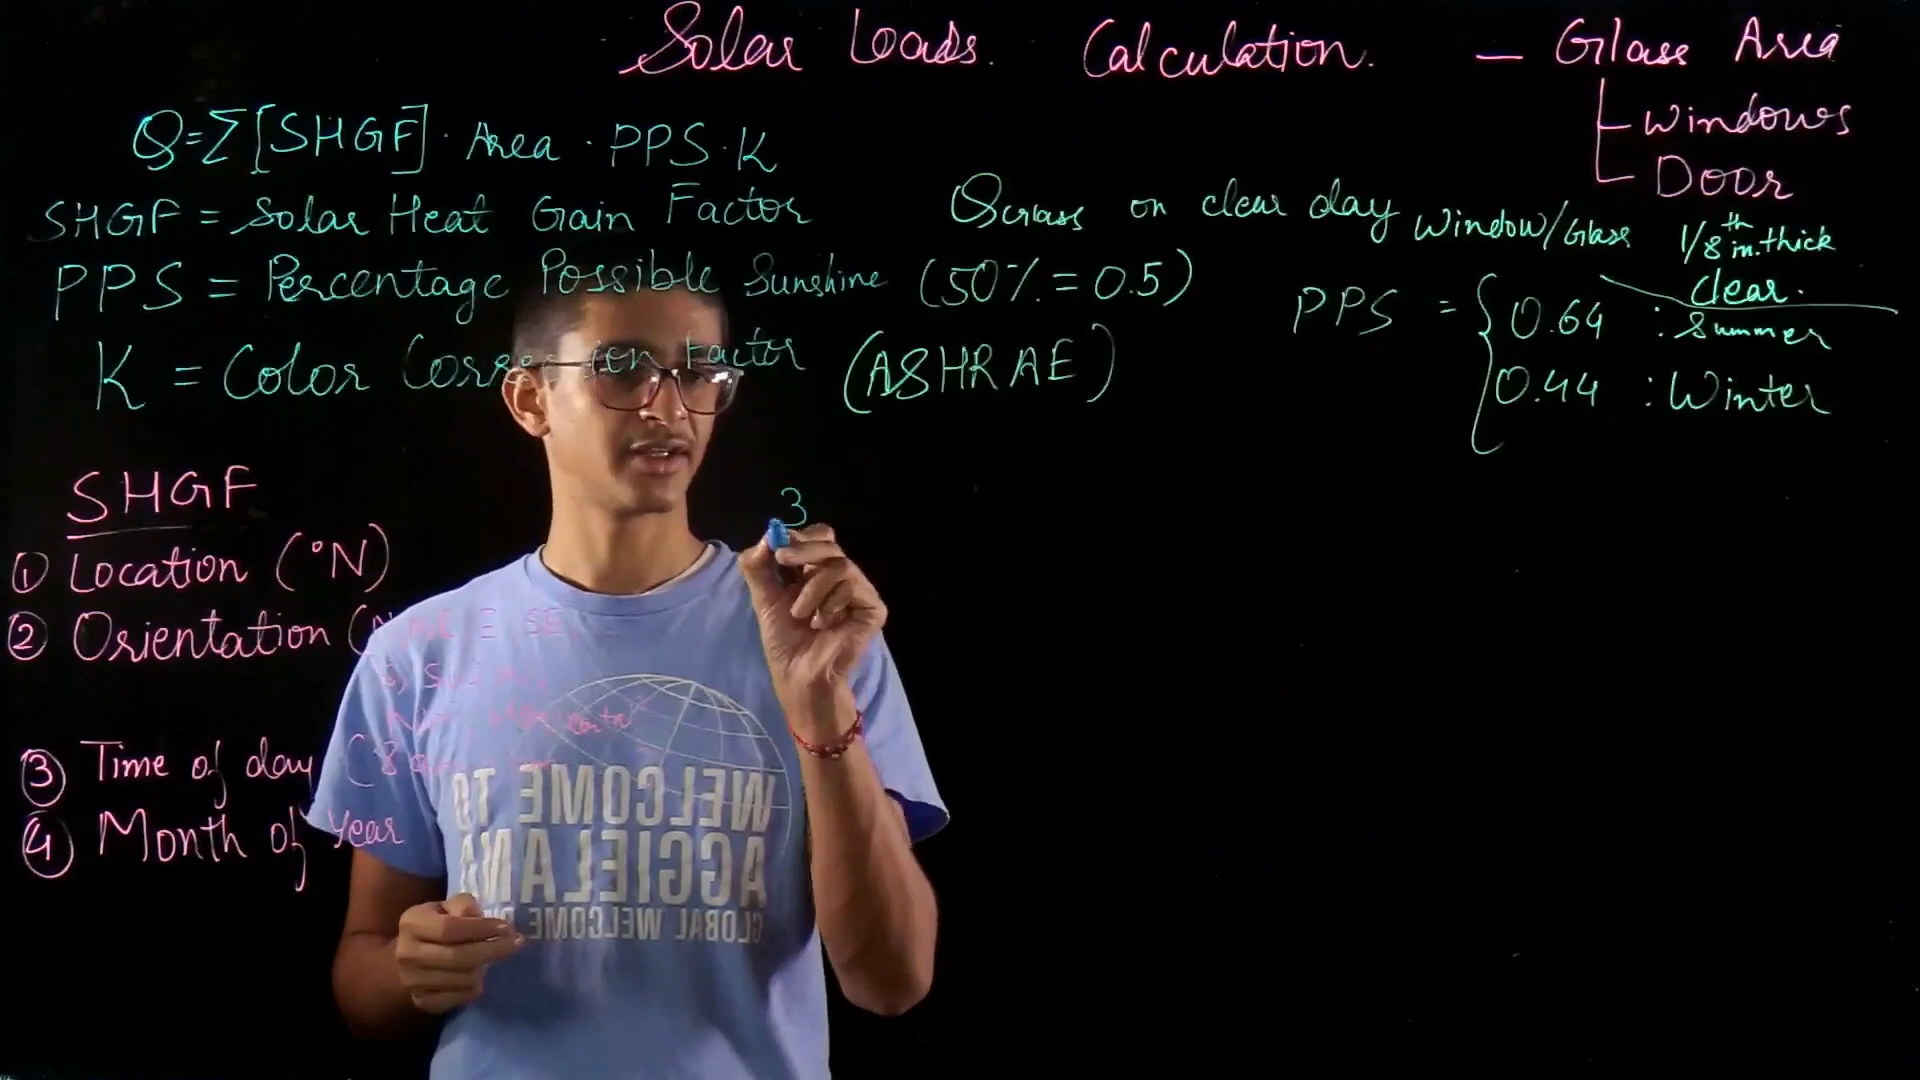 Solar Loads. Calculation. — Glass Area
Windows
Door
Q=Σ[SHGF]·Area·PPS·K
SHGF = Solar Heat Gain Factor
QGlass on clear day
Window/Glass 1/8th in.thick
clear.
PPS = Percentage Possible Sunshine (50% = 0.5)
PPS = { 0.64 : Summer
0.44 : Winter
K = Color Factor (ASHRAE)
SHGF
① Location (°N)
② Orientation (
③ Time of day (8
④ Month of Year
3
WELCOME TO
AGGIELAND
GLOBAL WELCOME